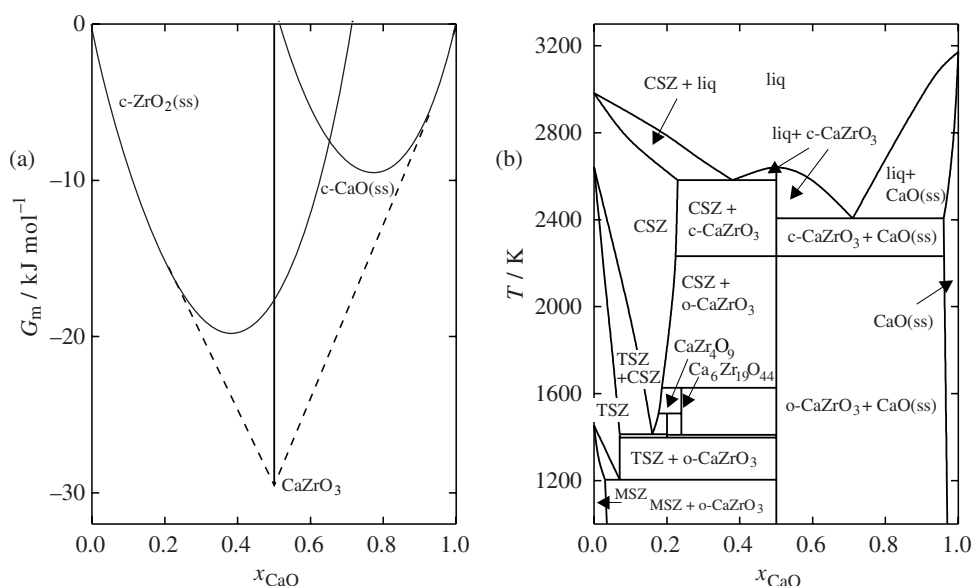 (a)
G_m / kJ mol⁻¹
0
−10
−20
−30
c-ZrO₂(ss)
c-CaO(ss)
CaZrO₃
0.0 0.2 0.4 0.6 0.8 1.0
x_CaO
(b)
T / K
3200
2800
2400
2000
1600
1200
CSZ + liq
liq
liq+ c-CaZrO₃
liq+
CaO(ss)
CSZ
CSZ +
c-CaZrO₃
c-CaZrO₃ + CaO(ss)
CSZ +
o-CaZrO₃
CaO(ss)
CaZr₄O₉
Ca₆Zr₁₉O₄₄
TSZ
+CSZ
TSZ
o-CaZrO₃ + CaO(ss)
TSZ + o-CaZrO₃
MSZ
MSZ + o-CaZrO₃
0.0 0.2 0.4 0.6 0.8 1.0
x_CaO